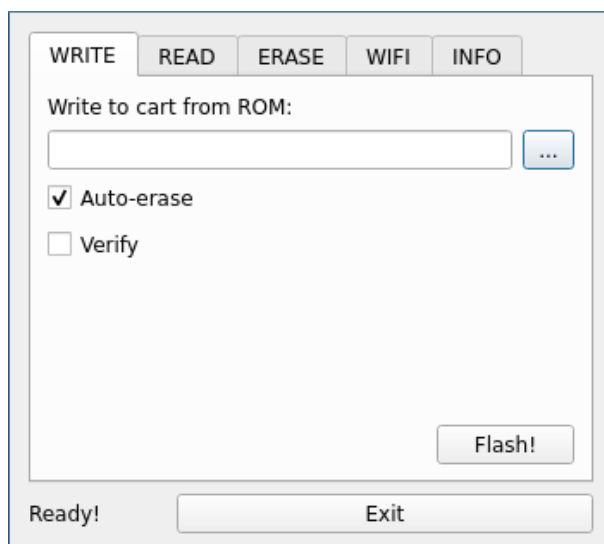 WRITE READ ERASE WIFI INFO
Write to cart from ROM:
...
Auto-erase
Verify
Flash!
Ready! Exit